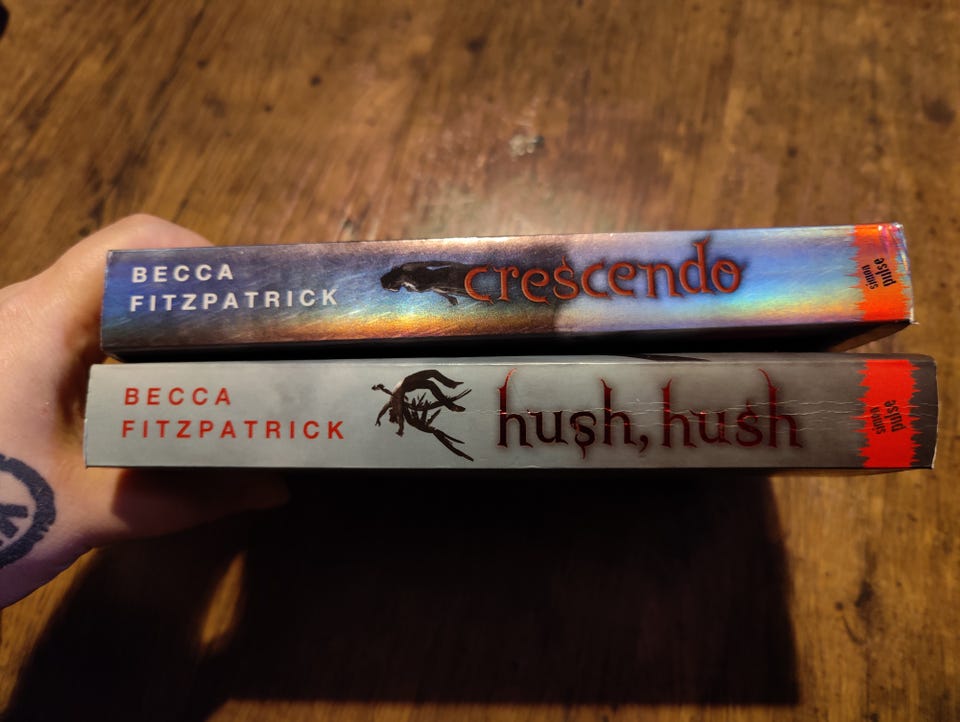 BECCA
FITZPATRICK
crescendo
simon
pulse
BECCA
FITZPATRICK
hush, hush
simon
pulse